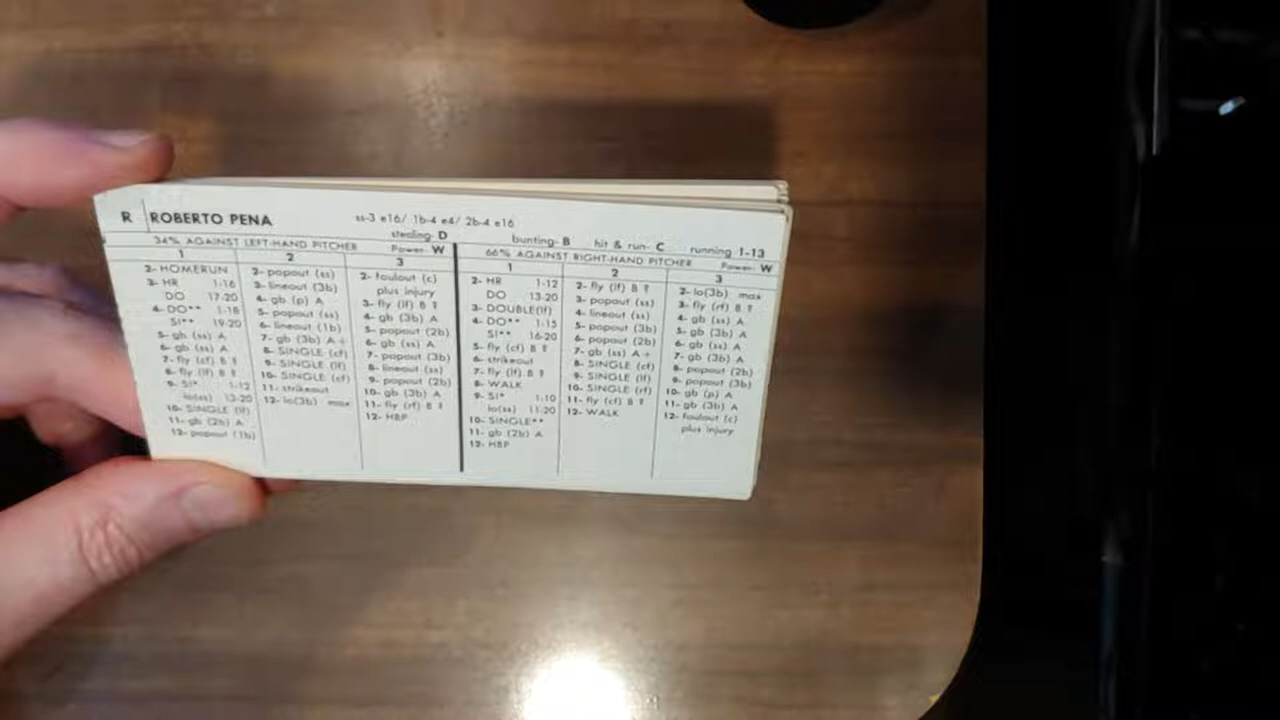 R ROBERTO PENA ss-3 e16/ 1b-4 e4/ 2b-4 e16
stealing- D bunting- B hit & run- C running 1-13
34% AGAINST LEFT-HAND PITCHER Power- W
1
2- HOMERUN
3- HR 1-16
DO 17-20
4- DO** 1-18
SI** 19-20
5- gb (ss) A
6- gb (ss) A
7- fly (cf) B ?
8- fly (lf) B ?
9- SI* 1-12
lo(ss) 13-20
10- SINGLE (lf)
11- gb (2b) A
12- popout (1b)
2
2- popout (ss)
3- lineout (3b)
4- gb (p) A
5- popout (ss)
6- lineout (1b)
7- gb (3b) A+
8- SINGLE (cf)
9- SINGLE (lf)
10- SINGLE (cf)
11- strikeout
12- lo(3b) max
3
2- foulout (c)
plus injury
3- fly (lf) B ?
4- gb (3b) A
5- popout (2b)
6- gb (ss) A
7- popout (3b)
8- lineout (ss)
9- popout (2b)
10- gb (3b) A
11- fly (rf) B ?
12- HBP
66% AGAINST RIGHT-HAND PITCHER Power- W
1
2- HR 1-12
DO 13-20
3- DOUBLE(lf)
4- DO** 1-15
SI** 16-20
5- fly (cf) B ?
6- strikeout
7- fly (lf) B ?
8- WALK
9- SI* 1-10
lo(ss) 11-20
10- SINGLE**
11- gb (2b) A
12- HBP
2
2- fly (lf) B ?
3- popout (ss)
4- lineout (ss)
5- popout (3b)
6- popout (2b)
7- gb (ss) A+
8- SINGLE (cf)
9- SINGLE (lf)
10- SINGLE (rf)
11- fly (cf) B ?
12- WALK
3
2- lo(3b) max
3- fly (rf) B ?
4- gb (ss) A
5- gb (3b) A
6- gb (ss) A
7- gb (3b) A
8- popout (2b)
9- popout (3b)
10- gb (p) A
11- gb (3b) A
12- foulout (c)
plus injury